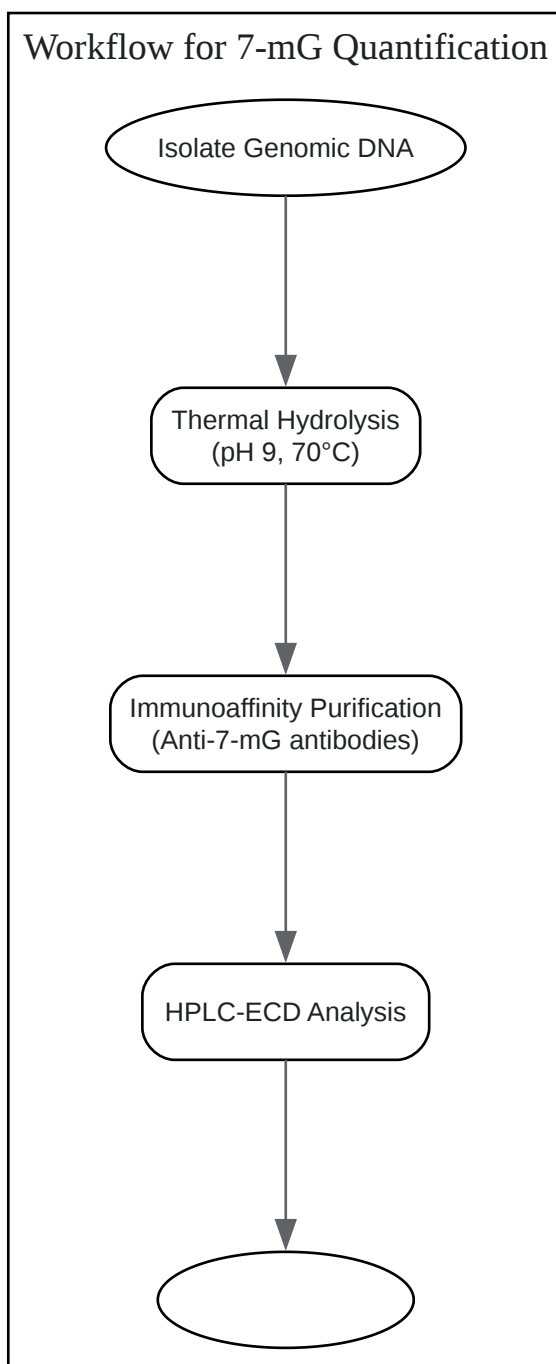 Workflow for 7-mG Quantification
Isolate Genomic DNA
Thermal Hydrolysis
(pH 9, 70°C)
Immunoaffinity Purification
(Anti-7-mG antibodies)
HPLC-ECD Analysis